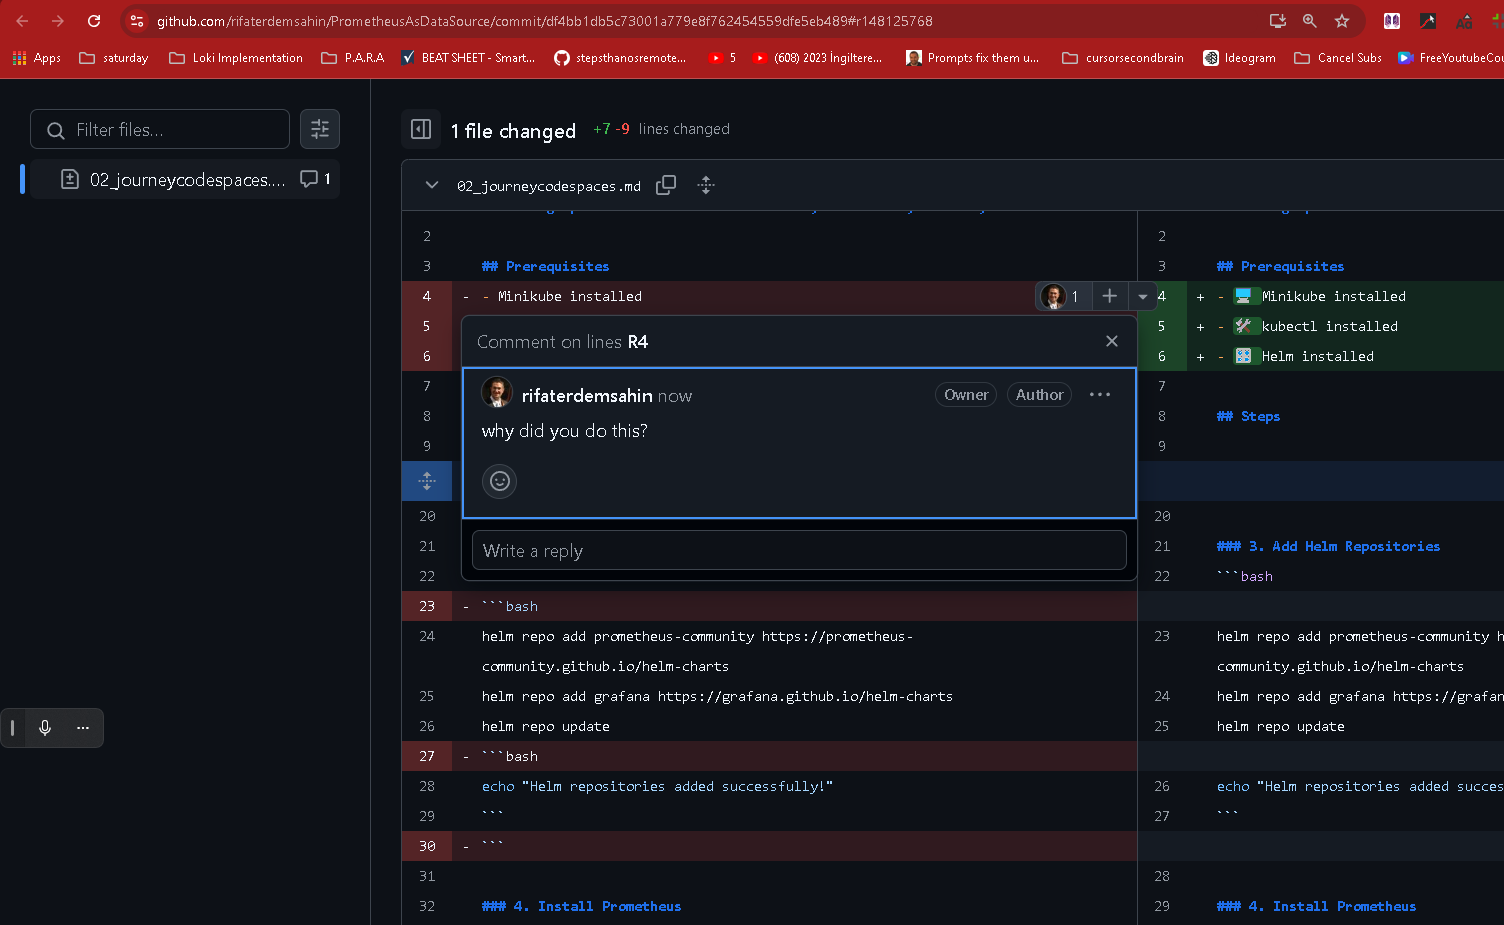 github.com/rifaterdemsahin/PrometheusAsDataSource/commit/df4bb1db5c73001a779e8f762454559dfe5eb489#r148125768
Apps saturday Loki Implementation P.A.R.A BEAT SHEET - Smart... stepsthanosremote... 5 (608) 2023 İngiltere... Prompts fix them u... cursorsecondbrain Ideogram Cancel Subs FreeYoutubeCou
Filter files...
02_journeycodespaces.... 1
1 file changed +7 -9 lines changed
02_journeycodespaces.md
2 2
3 ## Prerequisites 3 ## Prerequisites
4 - - Minikube installed 1 4 + - Minikube installed
5 5 + - kubectl installed
6 6 + - Helm installed
7 7
8 8 ## Steps
9 9
Comment on lines R4
rifaterdemsahin now Owner Author ...
why did you do this?
Write a reply
20 20
21 21 ### 3. Add Helm Repositories
22 22 ```bash
23 - ```bash
24 helm repo add prometheus-community https://prometheus- 23 helm repo add prometheus-community h
community.github.io/helm-charts community.github.io/helm-charts
25 helm repo add grafana https://grafana.github.io/helm-charts 24 helm repo add grafana https://grafan
26 helm repo update 25 helm repo update
27 - ```bash
28 echo "Helm repositories added successfully!" 26 echo "Helm repositories added succes
29 ``` 27 ```
30 - ```
31 28
32 ### 4. Install Prometheus 29 ### 4. Install Prometheus